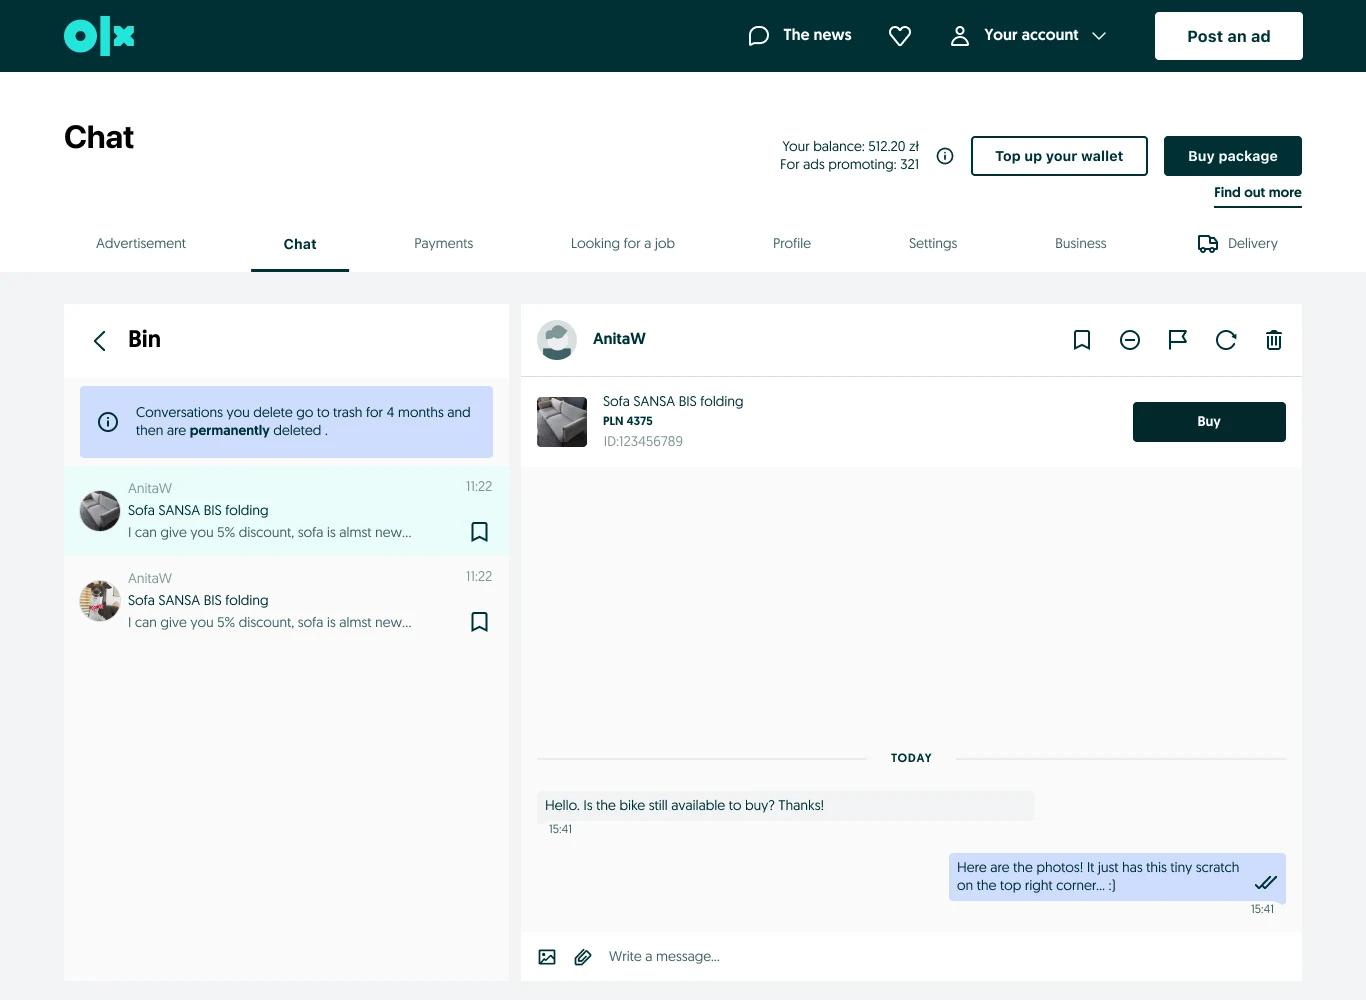 olx
The news
Your account
Post an ad
Chat
Your balance: 512.20 zł
For ads promoting: 321
Top up your wallet
Buy package
Find out more
Advertisement
Chat
Payments
Looking for a job
Profile
Settings
Business
Delivery
Bin
Conversations you delete go to trash for 4 months and
then are permanently deleted .
AnitaW
11:22
Sofa SANSA BIS folding
I can give you 5% discount, sofa is almst new...
AnitaW
11:22
Sofa SANSA BIS folding
I can give you 5% discount, sofa is almst new...
AnitaW
Sofa SANSA BIS folding
PLN 4375
ID:123456789
Buy
TODAY
Hello. Is the bike still available to buy? Thanks!
15:41
Here are the photos! It just has this tiny scratch
on the top right corner... :)
15:41
Write a message...